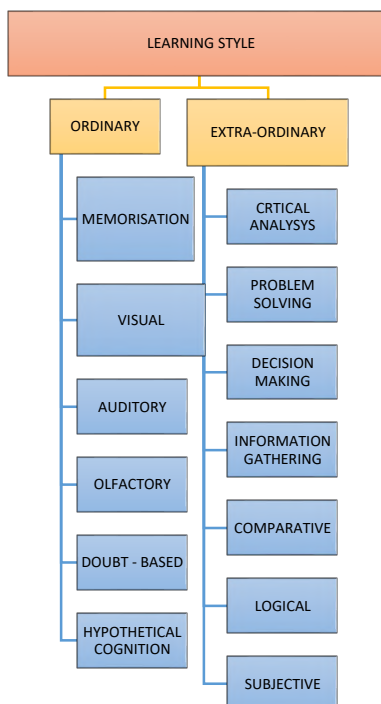 LEARNING STYLE
ORDINARY
EXTRA-ORDINARY
MEMORISATION
VISUAL
AUDITORY
OLFACTORY
DOUBT - BASED
HYPOTHETICAL
COGNITION
CRTICAL
ANALYSYS
PROBLEM
SOLVING
DECISION
MAKING
INFORMATION
GATHERING
COMPARATIVE
LOGICAL
SUBJECTIVE